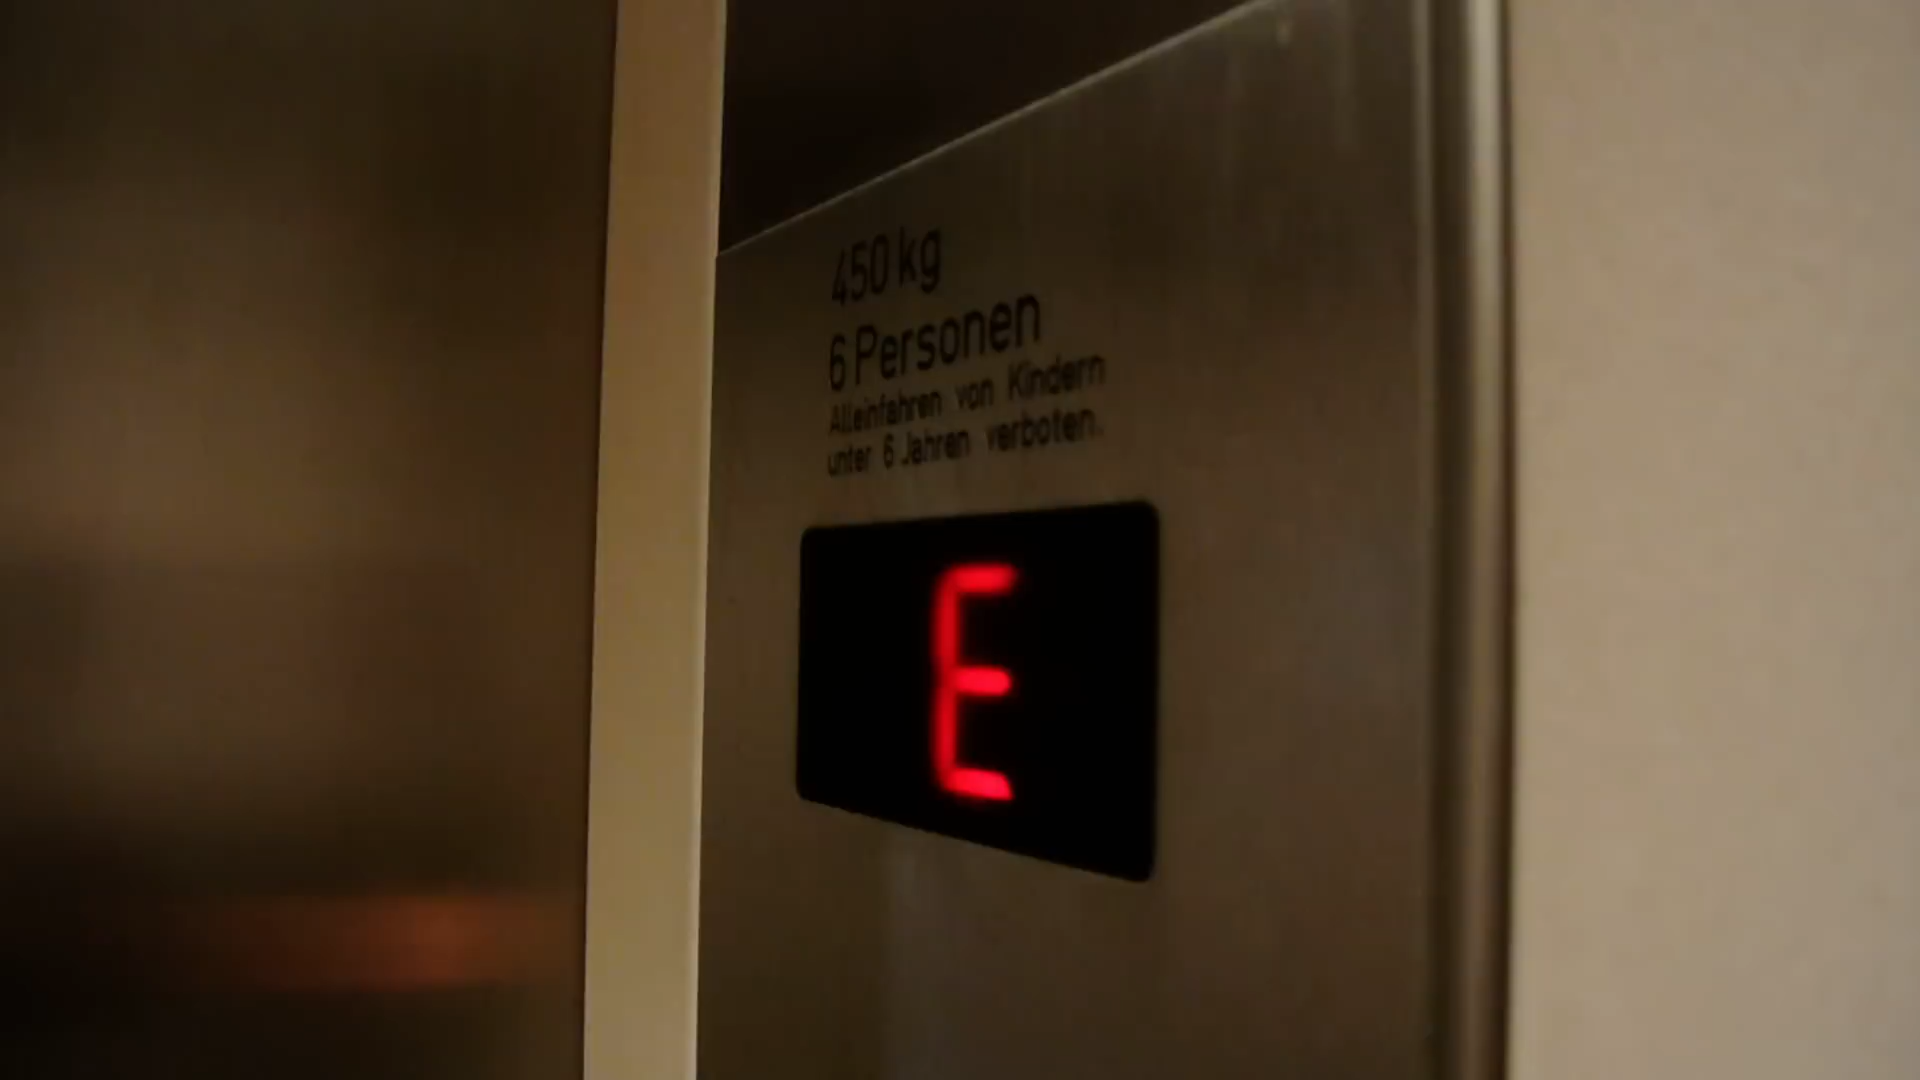 450 kg
6 Personen
Alleinfahren von Kindern
unter 6 Jahren verboten.
E